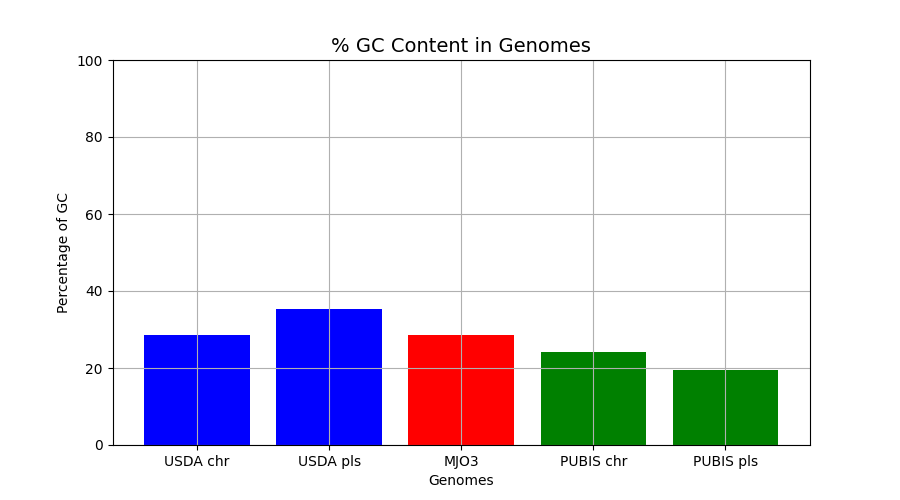 % GC Content in Genomes
100
80
60
40
20
0
Percentage of GC
USDA chr
USDA pls
MJO3
PUBIS chr
PUBIS pls
Genomes